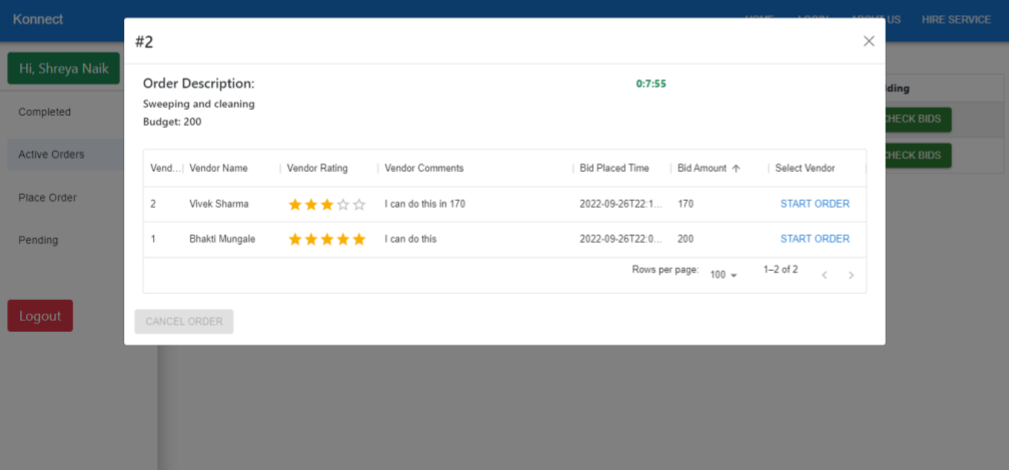 Konnect
HOME LOGIN ABOUT US HIRE SERVICE
#2
Hi, Shreya Naik
Completed
Active Orders
Place Order
Pending
Logout
Order Description:
0:7:55
Sweeping and cleaning
Budget: 200
Vend... Vendor Name Vendor Rating Vendor Comments Bid Placed Time Bid Amount Select Vendor
2 Vivek Sharma I can do this in 170 2022-09-26T22:1... 170 START ORDER
1 Bhakti Mungale I can do this 2022-09-26T22:0... 200 START ORDER
Rows per page: 100 1–2 of 2
CANCEL ORDER
dding
CHECK BIDS
CHECK BIDS